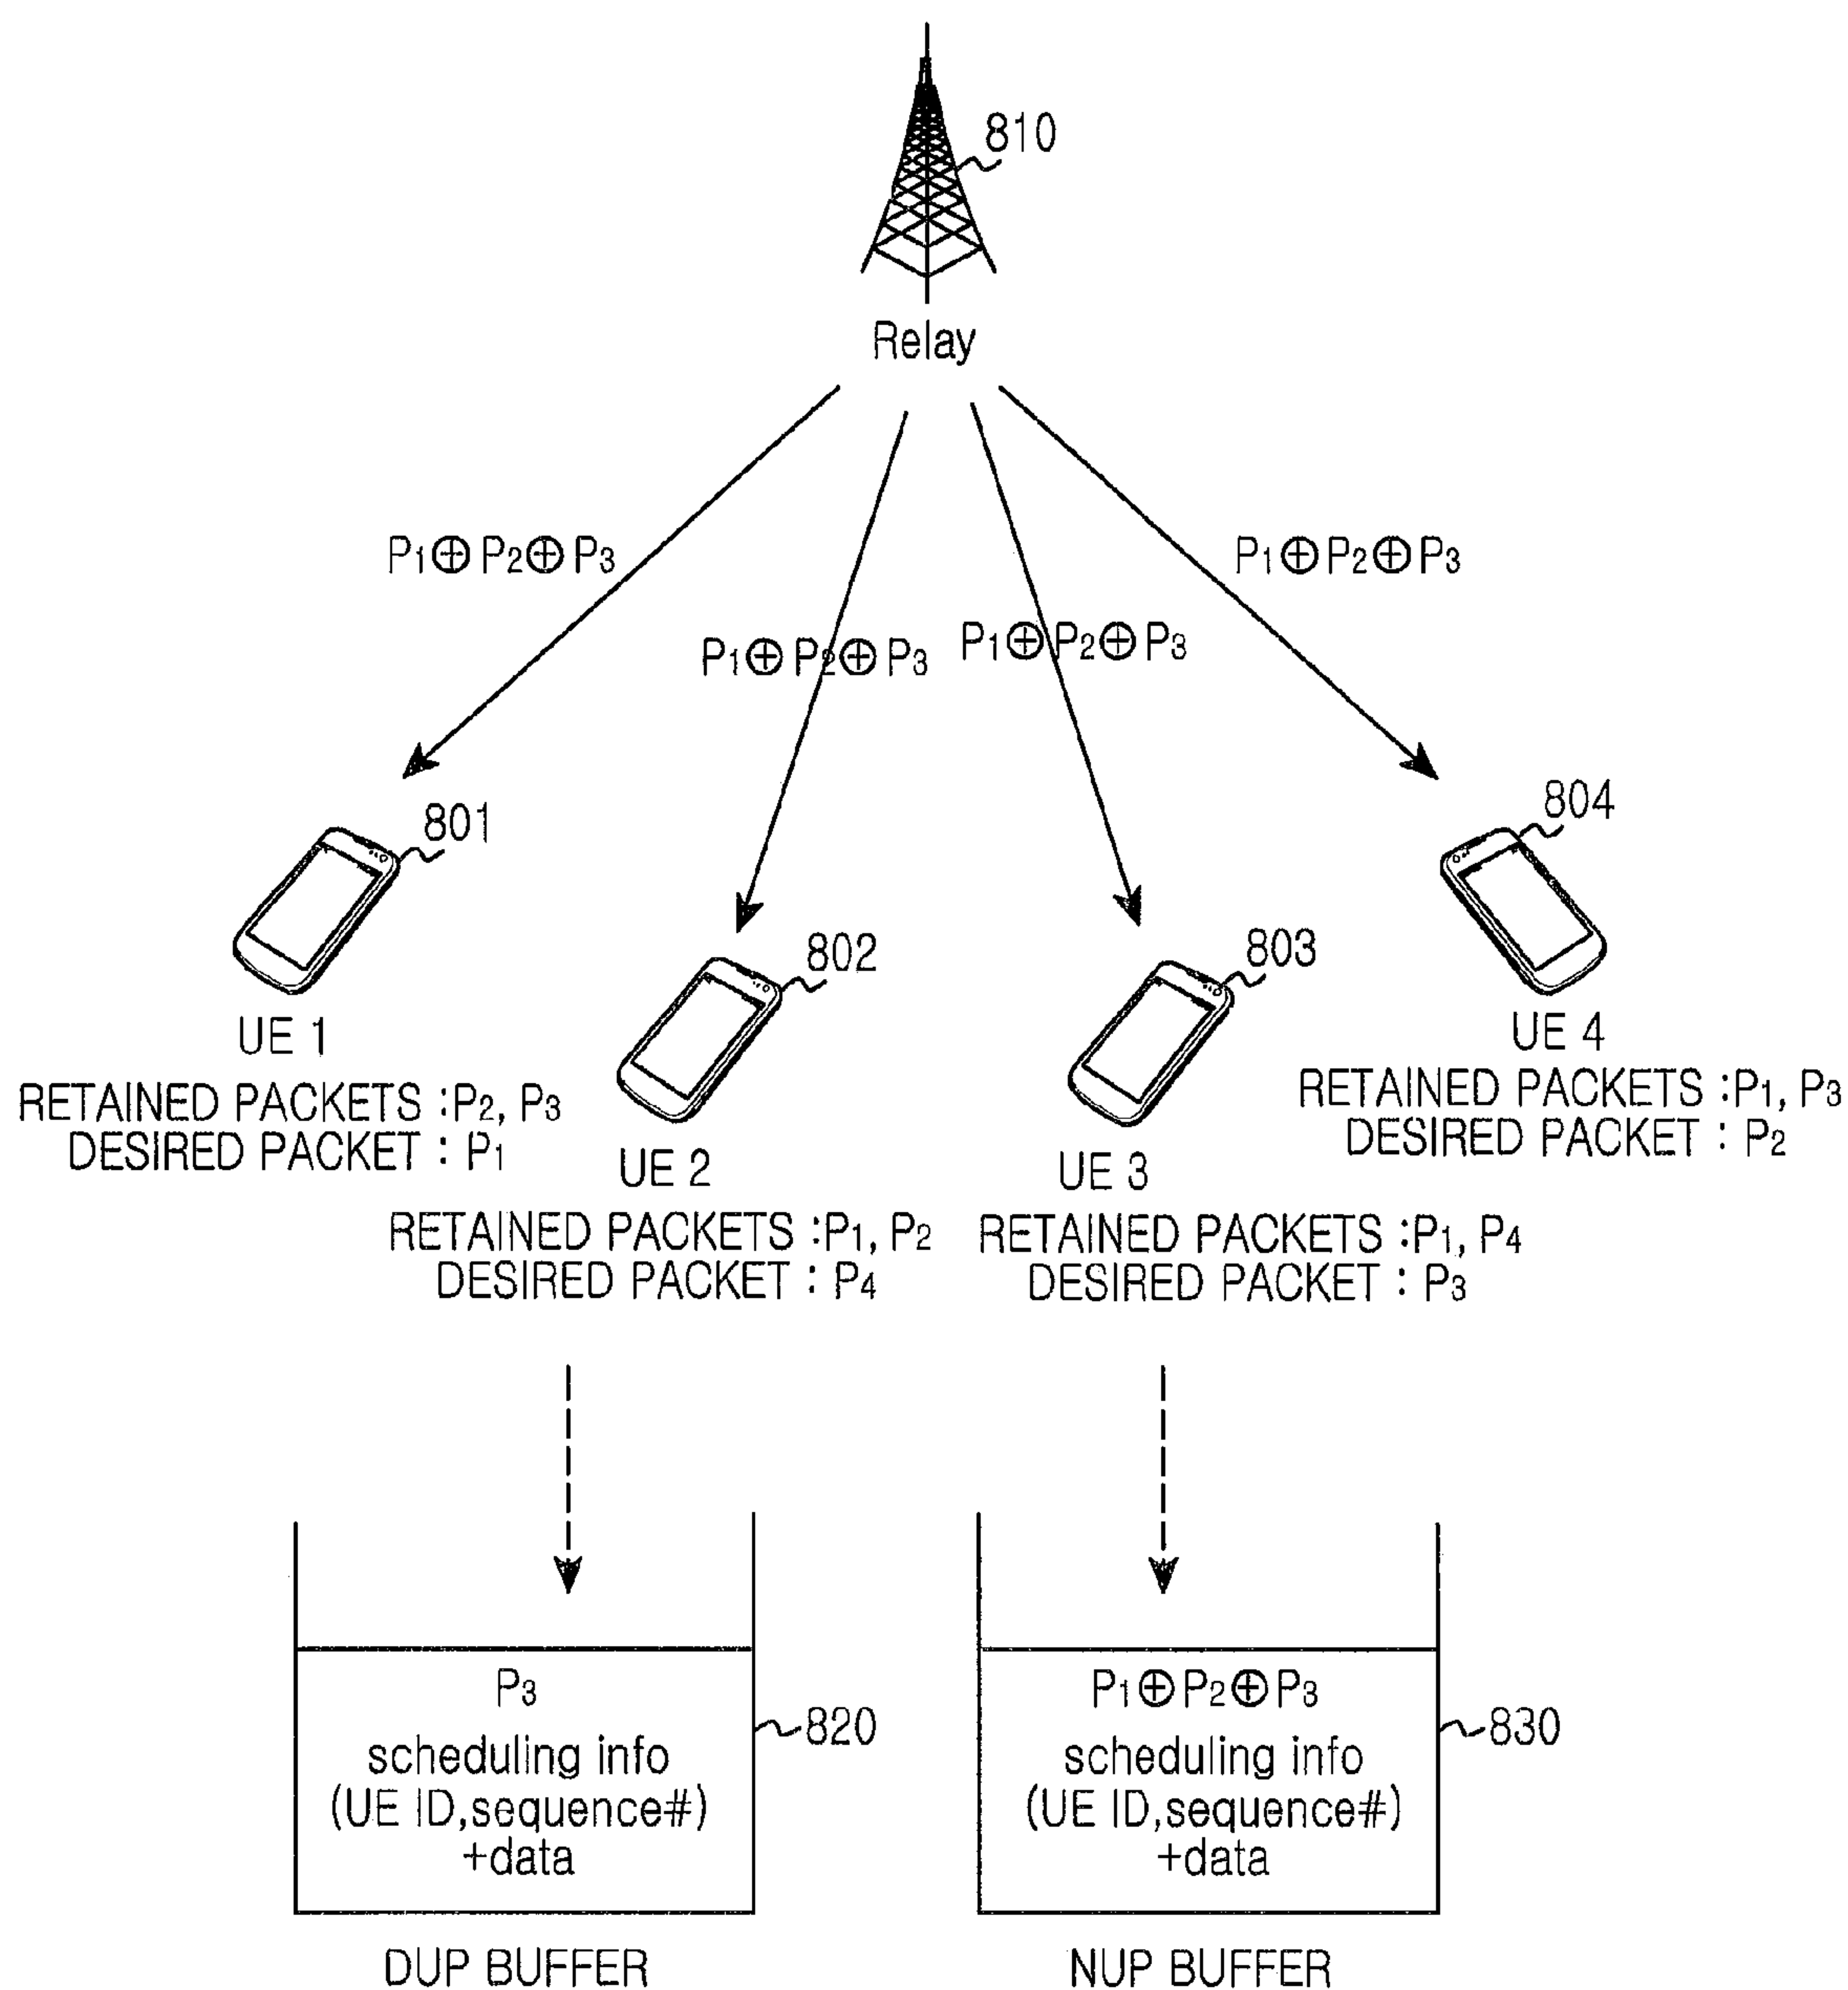 810
Relay
P1⊕P2⊕P3
P1⊕P2⊕P3
P1⊕P2⊕P3
P1⊕P2⊕P3
801
UE 1
RETAINED PACKETS :P2, P3
DESIRED PACKET : P1
802
UE 2
RETAINED PACKETS :P1, P2
DESIRED PACKET : P4
803
UE 3
RETAINED PACKETS :P1, P4
DESIRED PACKET : P3
804
UE 4
RETAINED PACKETS :P1, P3
DESIRED PACKET : P2
P3
scheduling info
(UE ID,sequence#)
+data
820
DUP BUFFER
P1⊕P2⊕P3
scheduling info
(UE ID,sequence#)
+data
830
NUP BUFFER